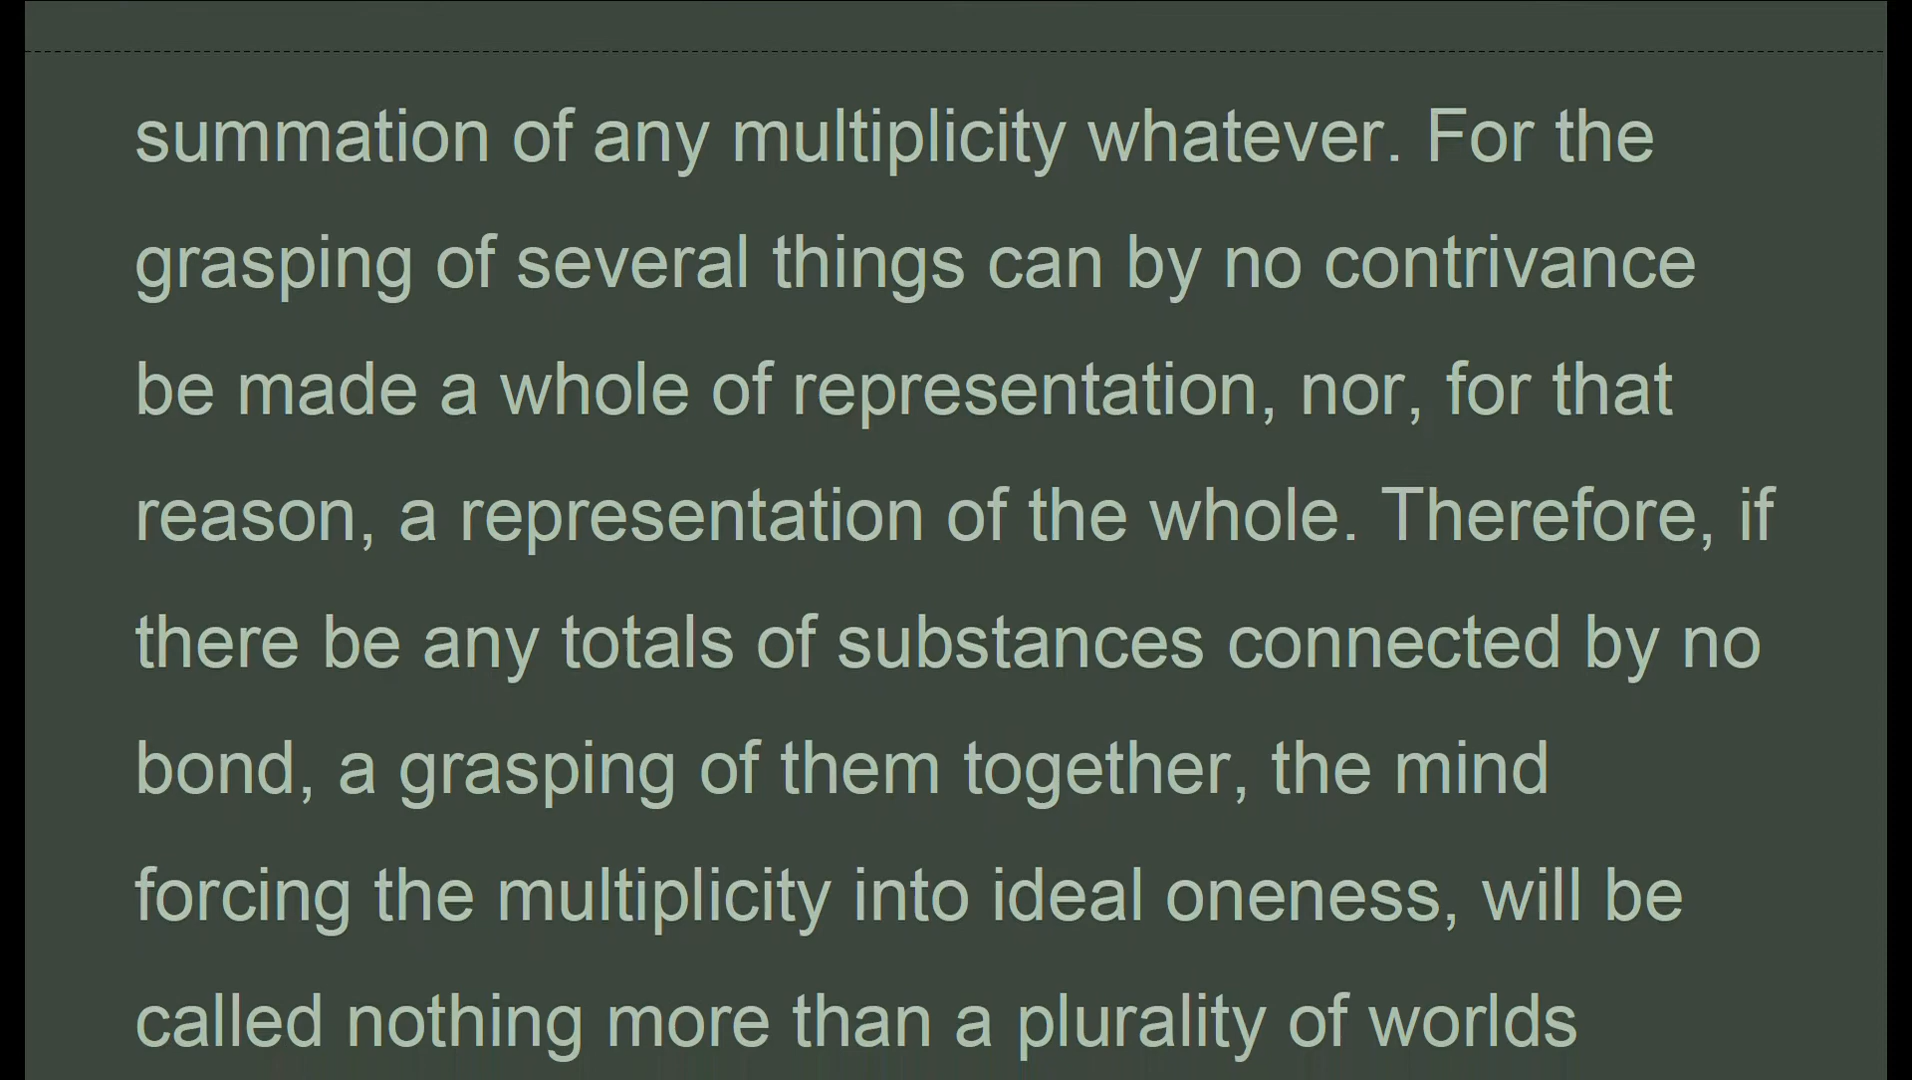 summation of any multiplicity whatever. For the
grasping of several things can by no contrivance
be made a whole of representation, nor, for that
reason, a representation of the whole. Therefore, if
there be any totals of substances connected by no
bond, a grasping of them together, the mind
forcing the multiplicity into ideal oneness, will be
called nothing more than a plurality of worlds